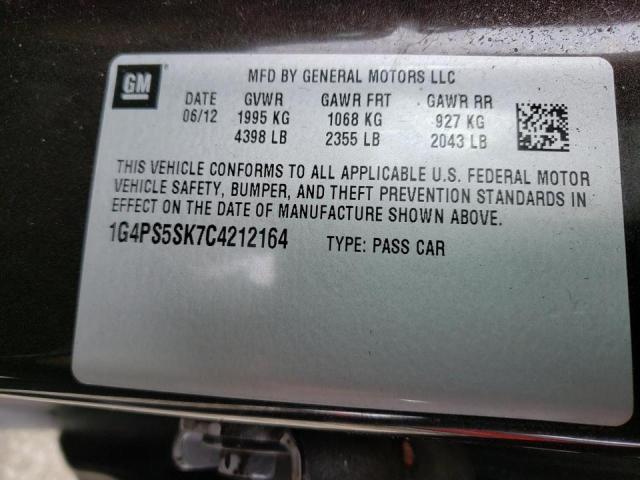 GM
MFD BY GENERAL MOTORS LLC
DATE GVWR GAWR FRT GAWR RR
06/12 1995 KG 1068 KG 927 KG
4398 LB 2355 LB 2043 LB
THIS VEHICLE CONFORMS TO ALL APPLICABLE U.S. FEDERAL MOTOR
VEHICLE SAFETY, BUMPER, AND THEFT PREVENTION STANDARDS IN
EFFECT ON THE DATE OF MANUFACTURE SHOWN ABOVE.
1G4PS5SK7C4212164 TYPE: PASS CAR